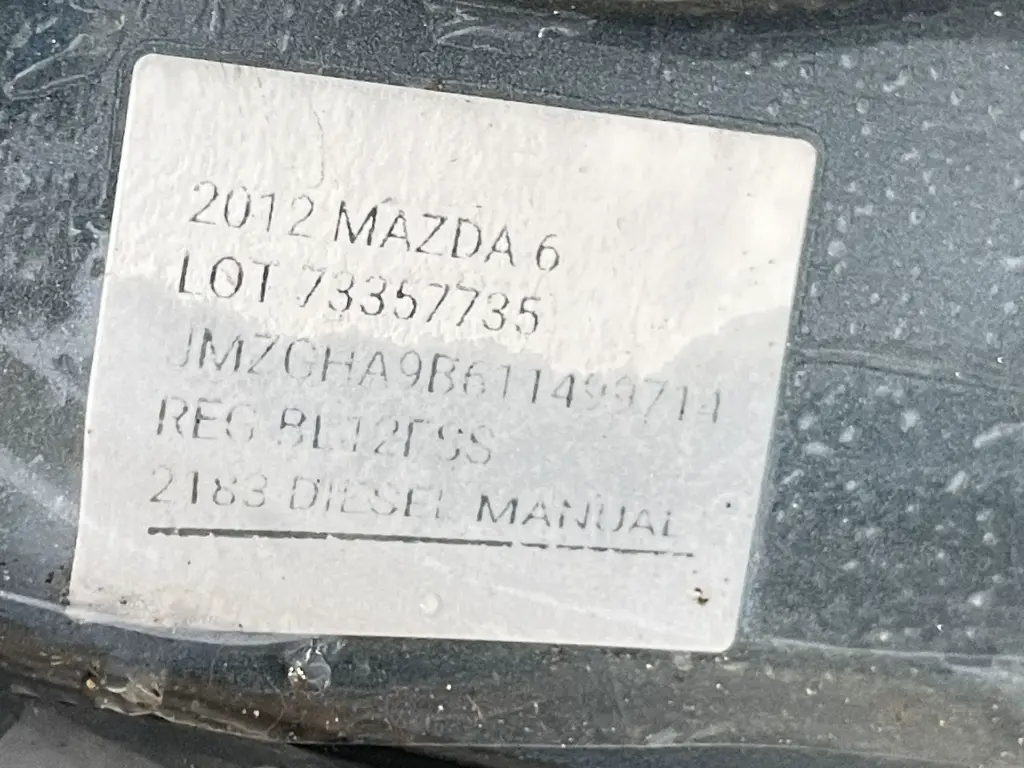 2012 MAZDA 6
LOT 73357735
JMZGHA9B611499714
REG BL12FSS
2183 DIESEL MANUAL